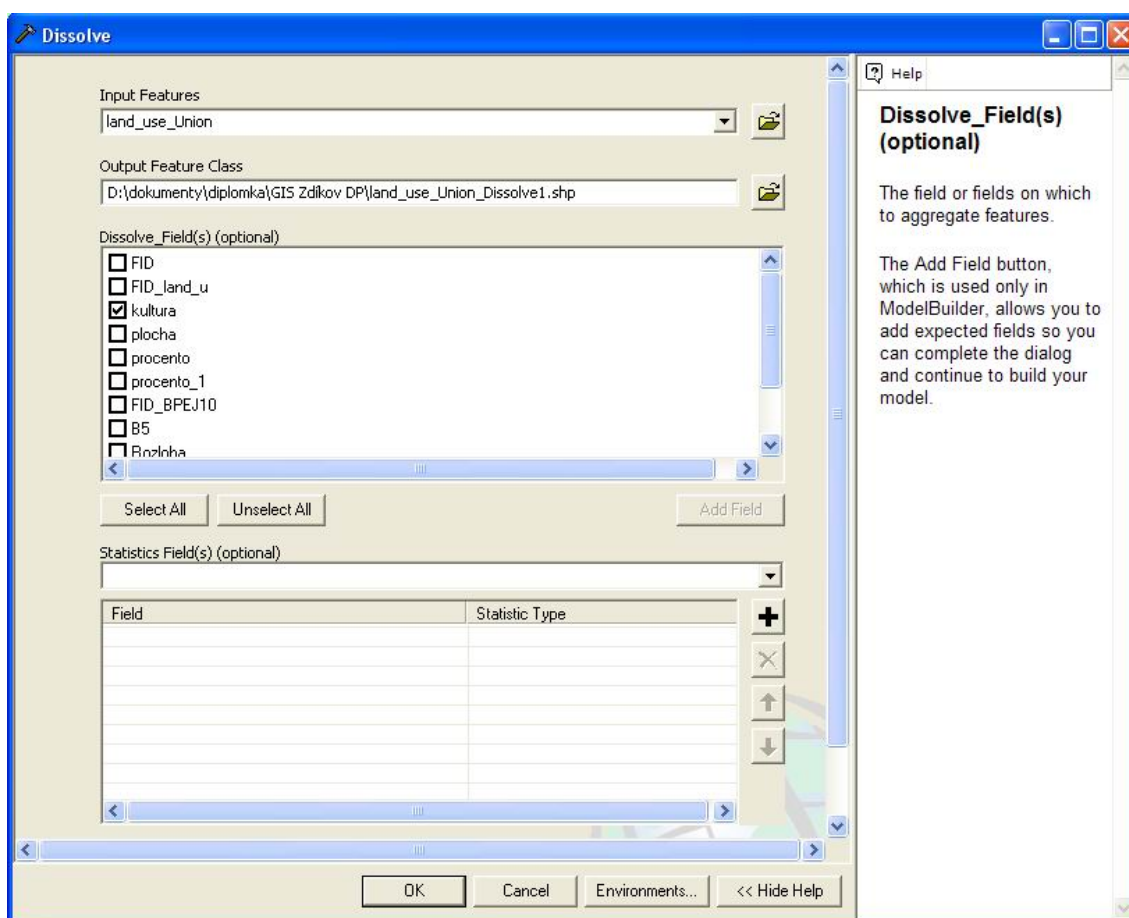 Dissolve
Input Features
land_use_Union
Output Feature Class
D:\dokumenty\diplomka\GIS Zdíkov DP\land_use_Union_Dissolve1.shp
Dissolve_Field(s) (optional)
FID
FID_land_u
kultura
plocha
procento
procento_1
FID_BPEJ10
B5
Rozloha
Select All
Unselect All
Add Field
Statistics Field(s) (optional)
Field
Statistic Type
OK
Cancel
Environments...
<< Hide Help
Help
Dissolve_Field(s)
(optional)
The field or fields on which
to aggregate features.
The Add Field button,
which is used only in
ModelBuilder, allows you to
add expected fields so you
can complete the dialog
and continue to build your
model.